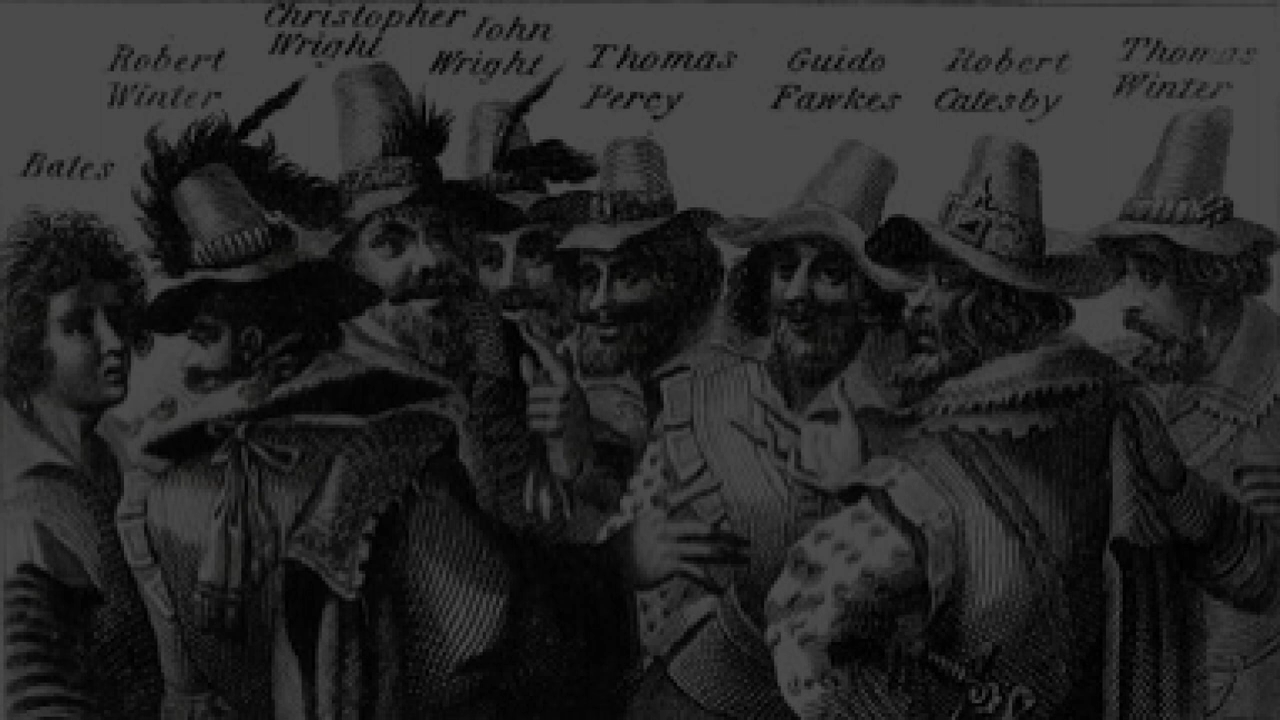 Bates
Robert
Winter
Christopher
Wright
John
Wright
Thomas
Percy
Guido
Fawkes
Robert
Catesby
Thomas
Winter